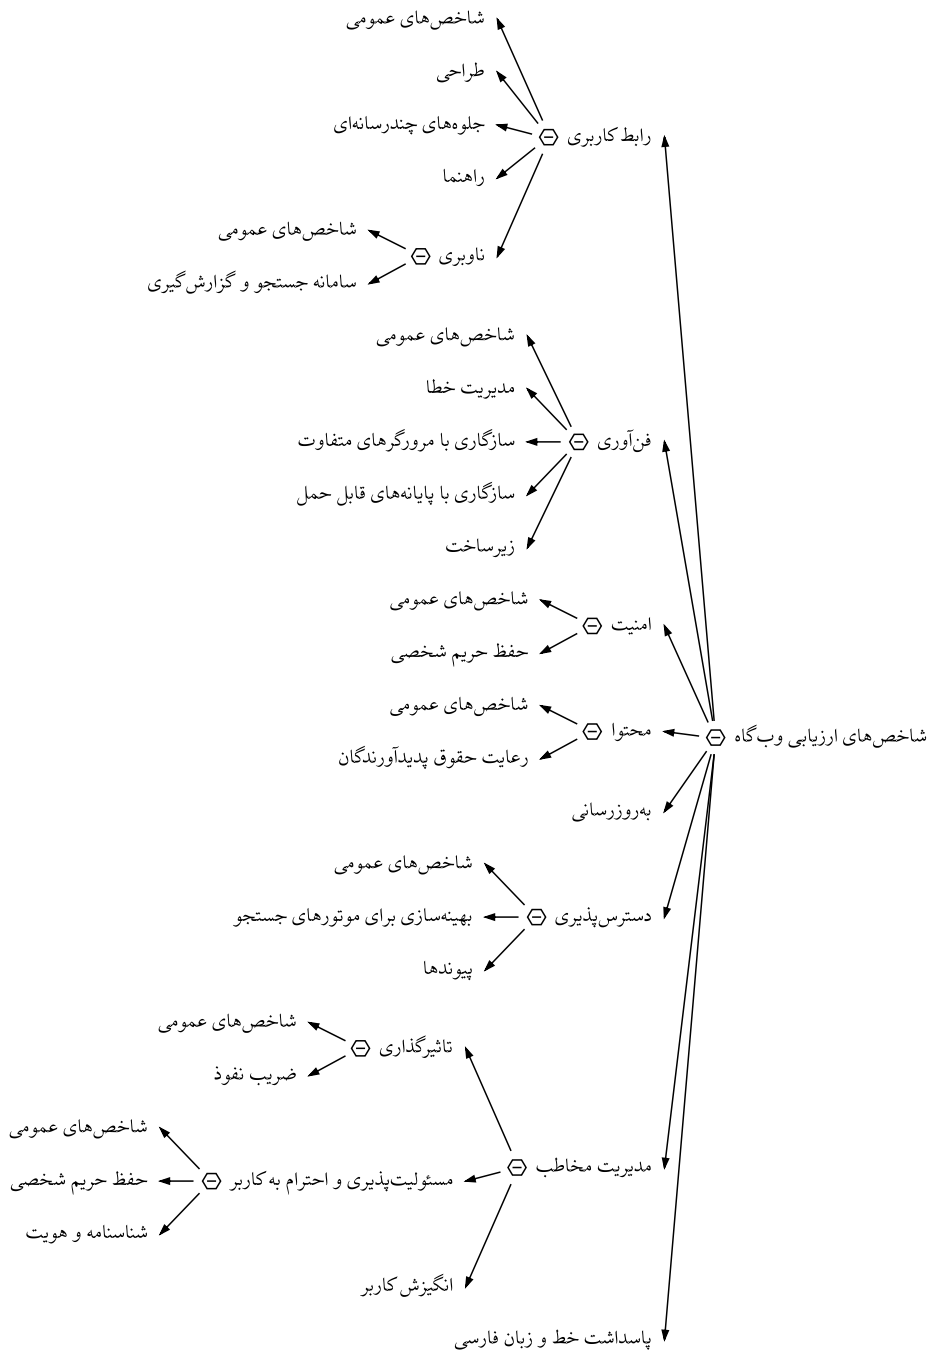 شاخص‌های ارزیابی وب‌گاه
رابط کاربری
شاخص‌های عمومی
طراحی
جلوه‌های چندرسانه‌ای
راهنما
ناوبری
شاخص‌های عمومی
سامانه جستجو و گزارش‌گیری
فن‌آوری
شاخص‌های عمومی
مدیریت خطا
سازگاری با مرورگرهای متفاوت
سازگاری با پایانه‌های قابل حمل
زیرساخت
امنیت
شاخص‌های عمومی
حفظ حریم شخصی
محتوا
شاخص‌های عمومی
رعایت حقوق پدیدآورندگان
به‌روزرسانی
دسترس‌پذیری
شاخص‌های عمومی
بهینه‌سازی برای موتورهای جستجو
پیوندها
مدیریت مخاطب
تاثیرگذاری
شاخص‌های عمومی
ضریب نفوذ
مسئولیت‌پذیری و احترام به کاربر
شاخص‌های عمومی
حفظ حریم شخصی
شناسنامه و هویت
انگیزش کاربر
پاسداشت خط و زبان فارسی